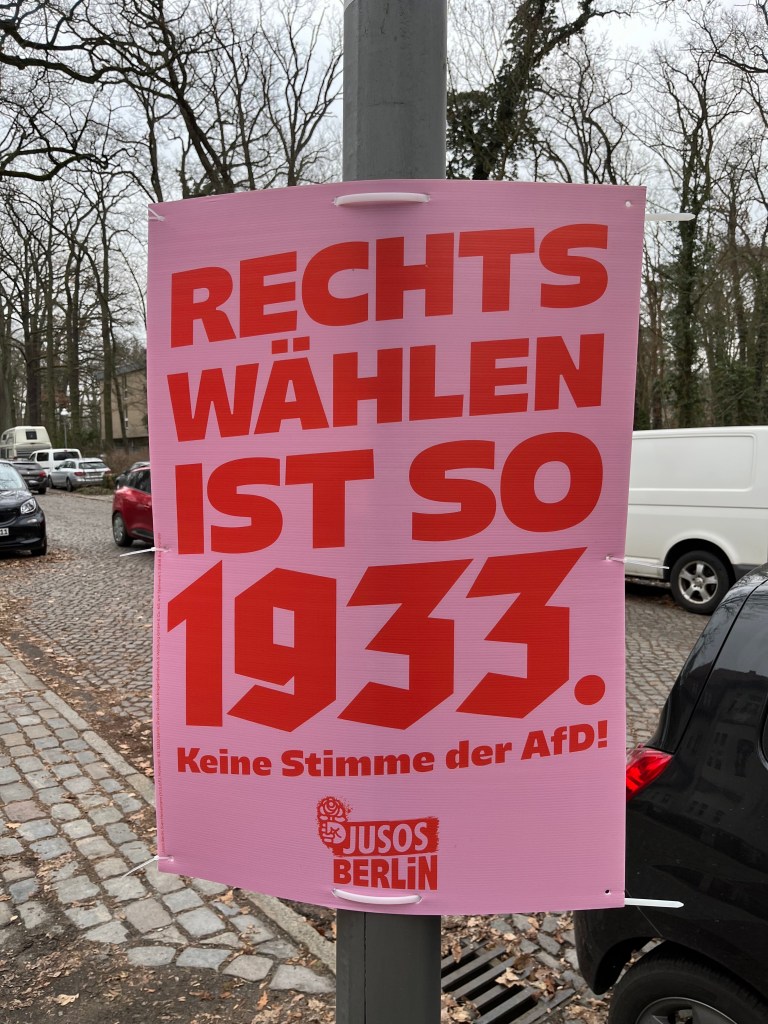 RECHTS
WÄHLEN
IST SO
1933.
Keine Stimme der AfD!
JUSOS
BERLiN